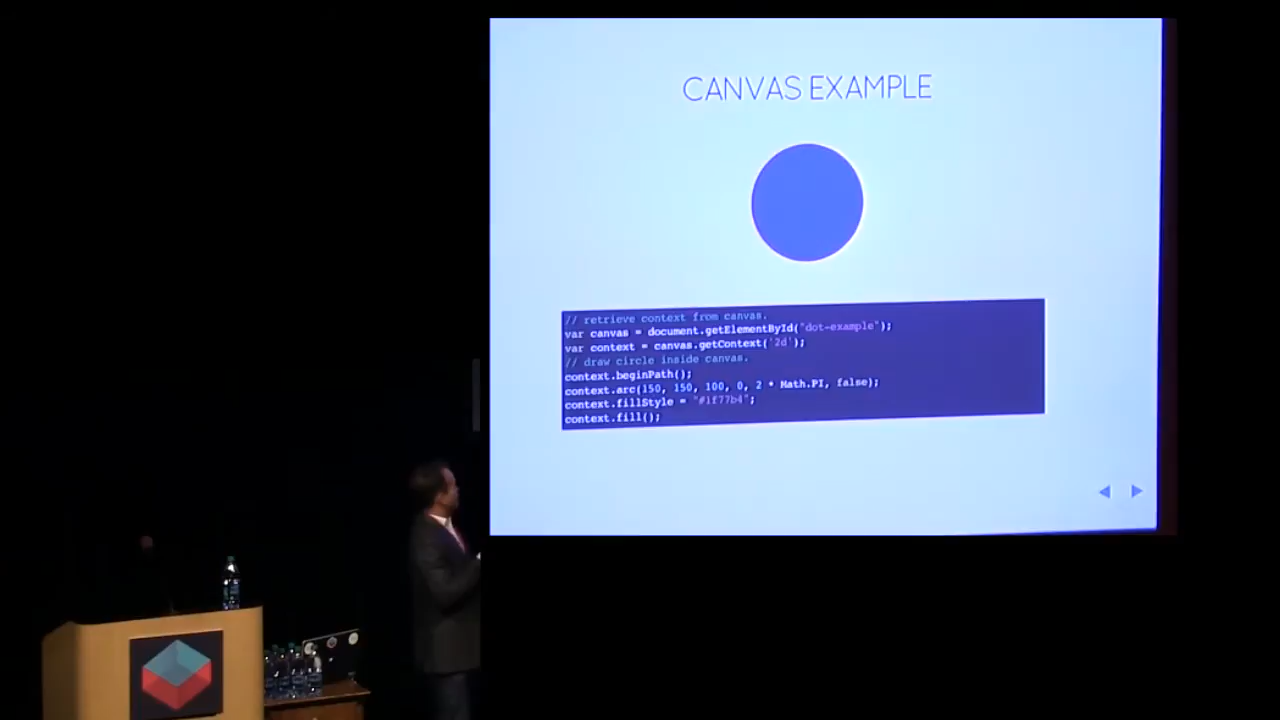 CANVAS EXAMPLE
// retrieve context from canvas.
var canvas = document.getElementById("dot-example");
var context = canvas.getContext('2d');
// draw circle inside canvas.
context.beginPath();
context.arc(150, 150, 100, 0, 2 * Math.PI, false);
context.fillStyle = "#1f77b4";
context.fill();